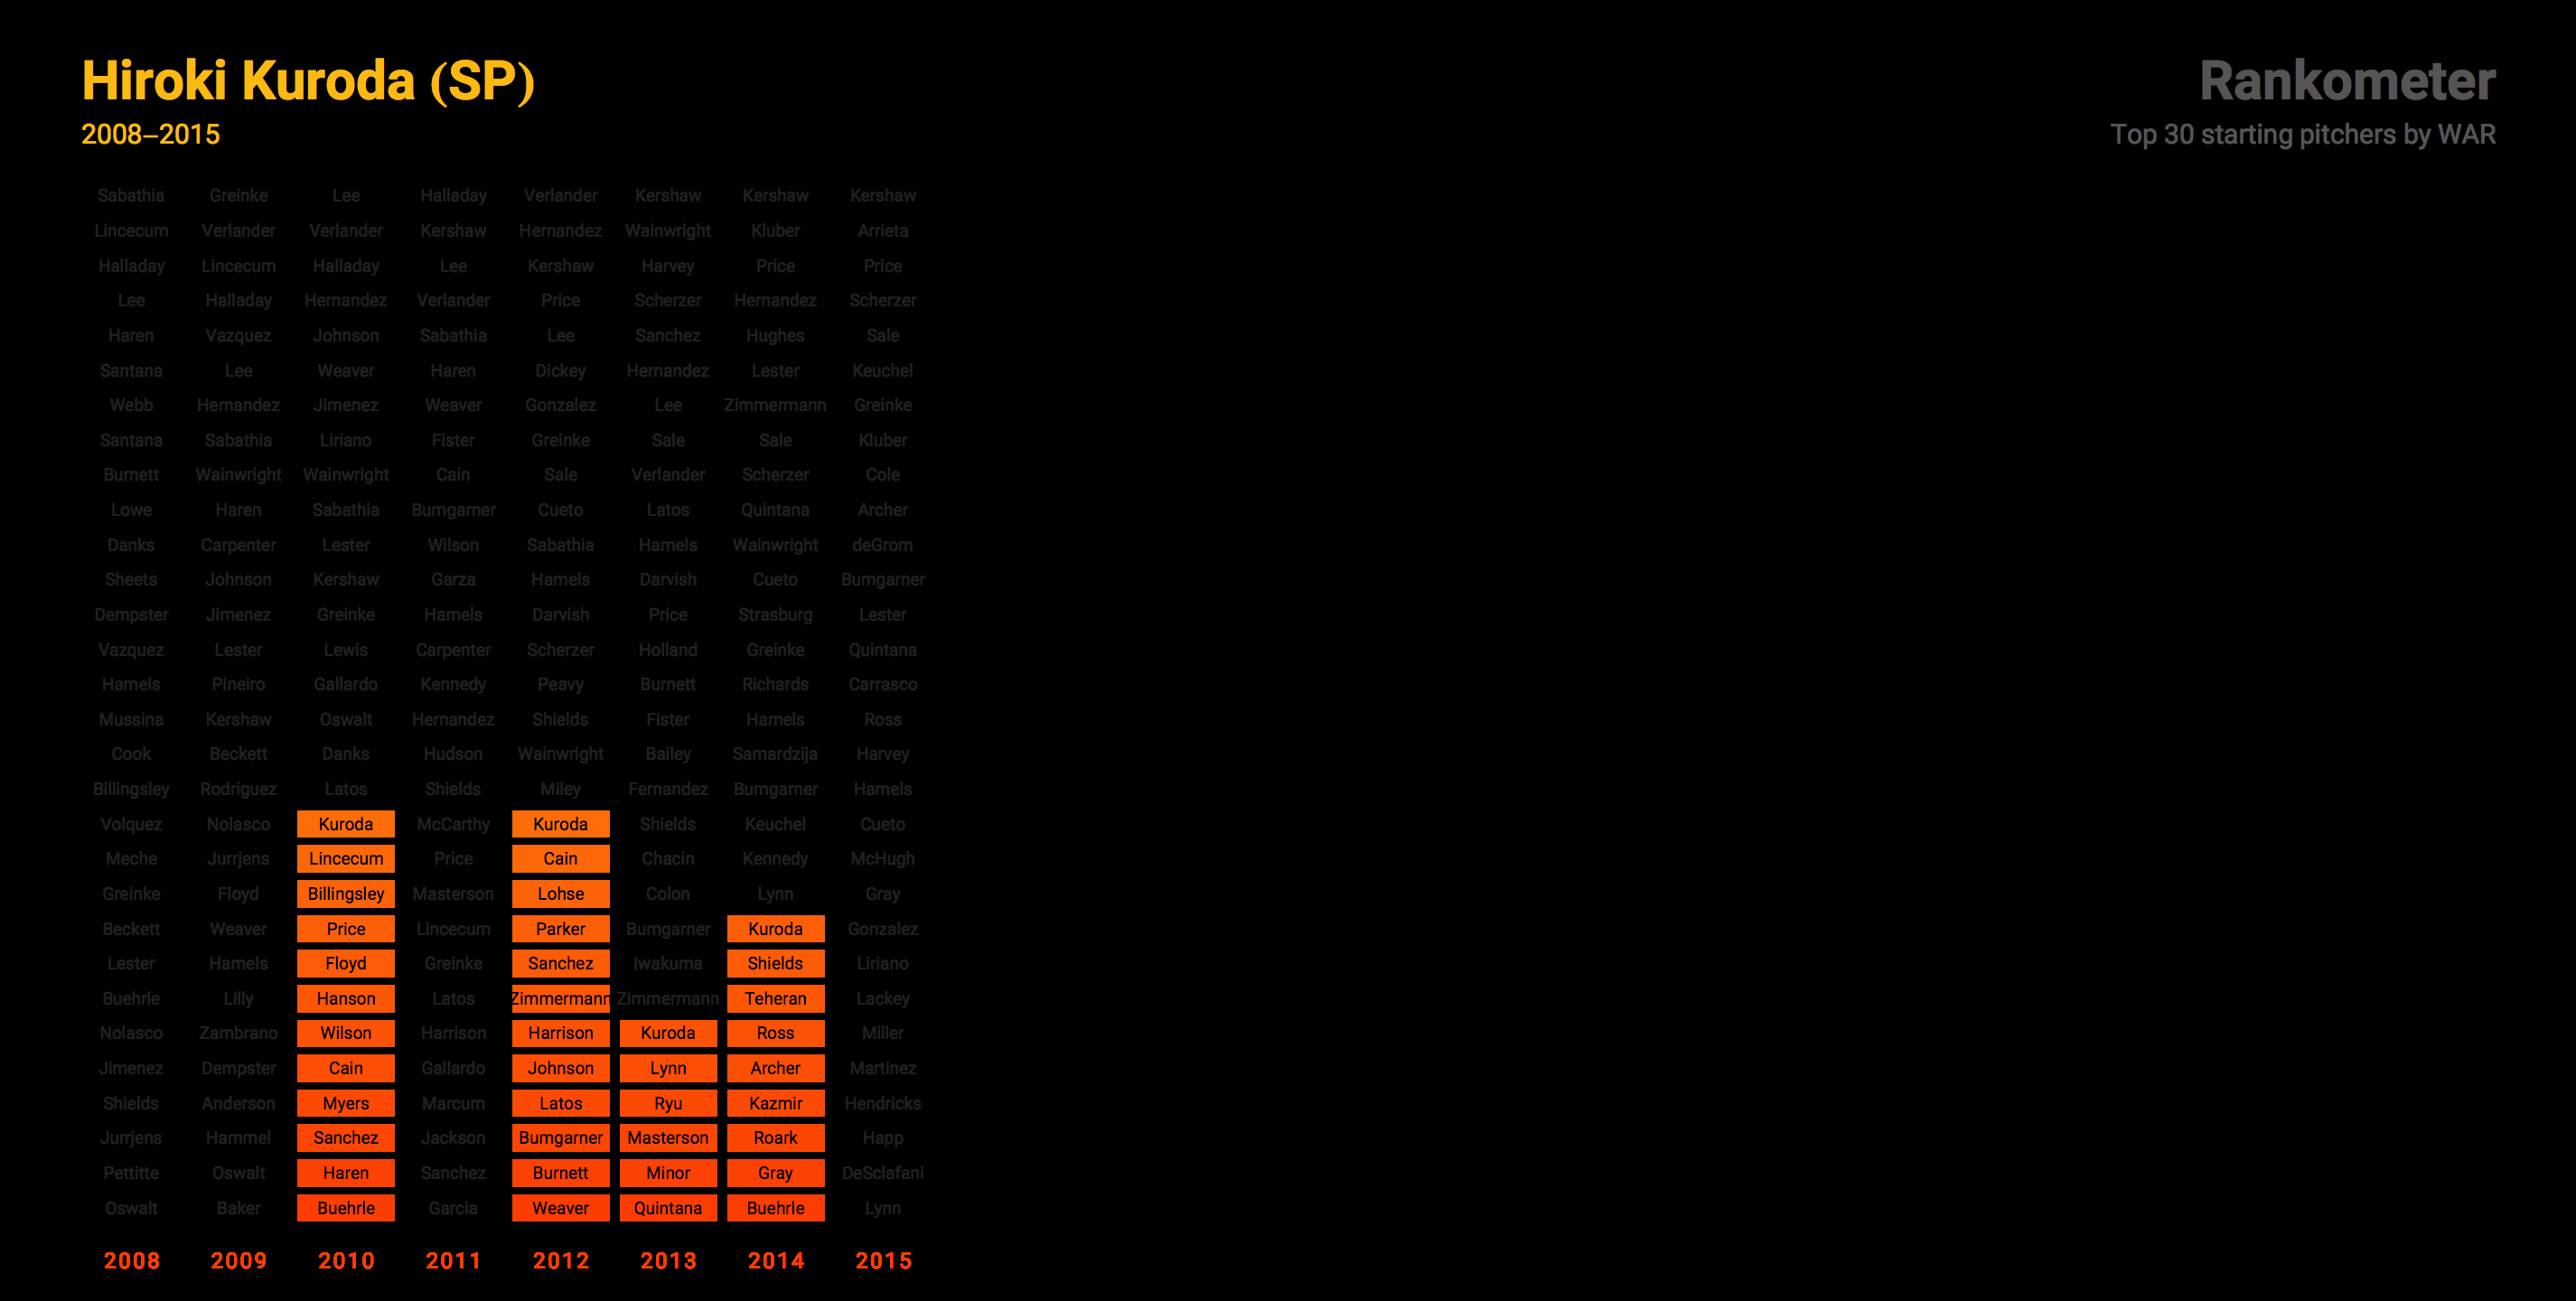 Hiroki Kuroda (SP)
2008–2015
Rankometer
Top 30 starting pitchers by WAR
Sabathia Greinke Lee Halladay Verlander Kershaw Kershaw Kershaw
Lincecum Verlander Verlander Kershaw Hernandez Wainwright Kluber Arrieta
Halladay Lincecum Halladay Lee Kershaw Harvey Price Price
Lee Halladay Hernandez Verlander Price Scherzer Hernandez Scherzer
Haren Vazquez Johnson Sabathia Lee Sanchez Hughes Sale
Santana Lee Weaver Haren Dickey Hernandez Lester Keuchel
Webb Hernandez Jimenez Weaver Gonzalez Lee Zimmermann Greinke
Santana Sabathia Liriano Fister Greinke Sale Sale Kluber
Burnett Wainwright Wainwright Cain Sale Verlander Scherzer Cole
Lowe Haren Sabathia Bumgarner Cueto Latos Quintana Archer
Danks Carpenter Lester Wilson Sabathia Hamels Wainwright deGrom
Sheets Johnson Kershaw Garza Hamels Darvish Cueto Bumgarner
Dempster Jimenez Greinke Hamels Darvish Price Strasburg Lester
Vazquez Lester Lewis Carpenter Scherzer Holland Greinke Quintana
Hamels Pineiro Gallardo Kennedy Peavy Burnett Richards Carrasco
Mussina Kershaw Oswalt Hernandez Shields Fister Hamels Ross
Cook Beckett Danks Hudson Wainwright Bailey Samardzija Harvey
Billingsley Rodriguez Latos Shields Miley Fernandez Bumgarner Hamels
Volquez Nolasco Kuroda McCarthy Kuroda Shields Keuchel Cueto
Meche Jurrjens Lincecum Price Cain Chacin Kennedy McHugh
Greinke Floyd Billingsley Masterson Lohse Colon Lynn Gray
Beckett Weaver Price Lincecum Parker Bumgarner Kuroda Gonzalez
Lester Hamels Floyd Greinke Sanchez Iwakuma Shields Liriano
Buehrle Lilly Hanson Latos Zimmermann Zimmermann Teheran Lackey
Nolasco Zambrano Wilson Harrison Harrison Kuroda Ross Miller
Jimenez Dempster Cain Gallardo Johnson Lynn Archer Martinez
Shields Anderson Myers Marcum Latos Ryu Kazmir Hendricks
Jurrjens Hammel Sanchez Jackson Bumgarner Masterson Roark Happ
Pettitte Oswalt Haren Sanchez Burnett Minor Gray DeSclafani
Oswalt Baker Buehrle Garcia Weaver Quintana Buehrle Lynn
2008 2009 2010 2011 2012 2013 2014 2015